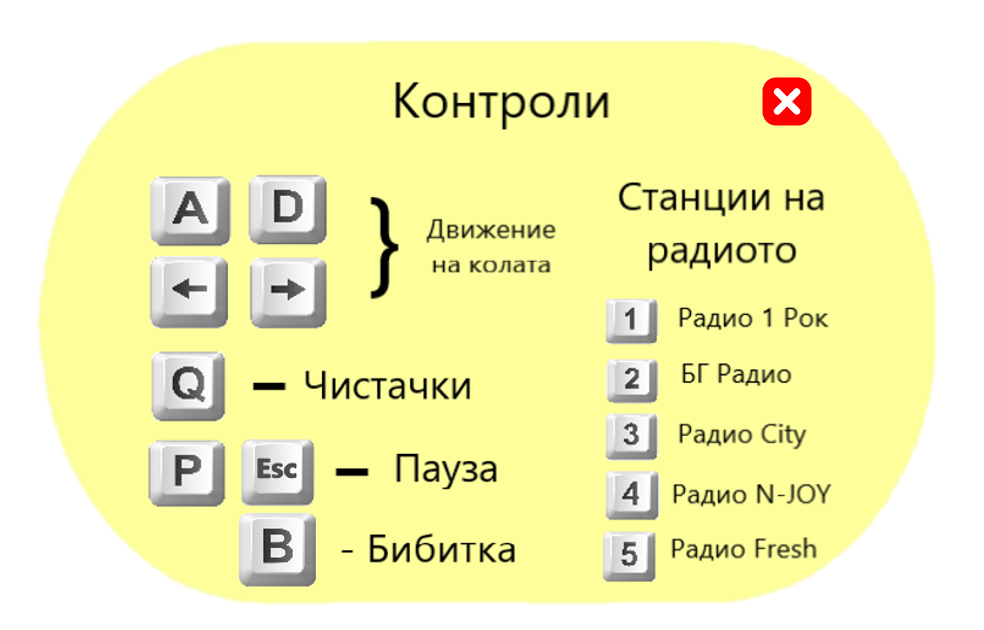 Контроли
A D
← →
}
Движение
на колата
Q – Чистачки
P Esc – Пауза
B - Бибитка
Станции на
радиото
1 Радио 1 Рок
2 БГ Радио
3 Радио City
4 Радио N-JOY
5 Радио Fresh